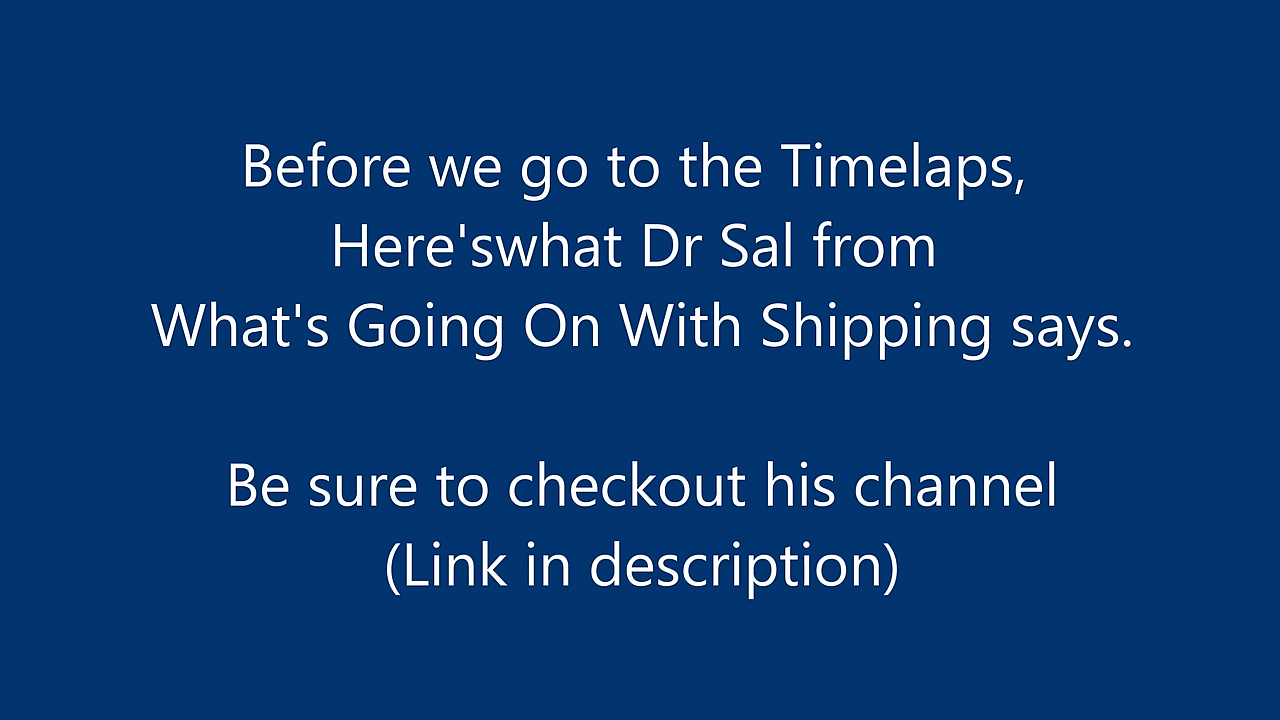 Before we go to the Timelaps,
Here'swhat Dr Sal from
What's Going On With Shipping says.
Be sure to checkout his channel
(Link in description)